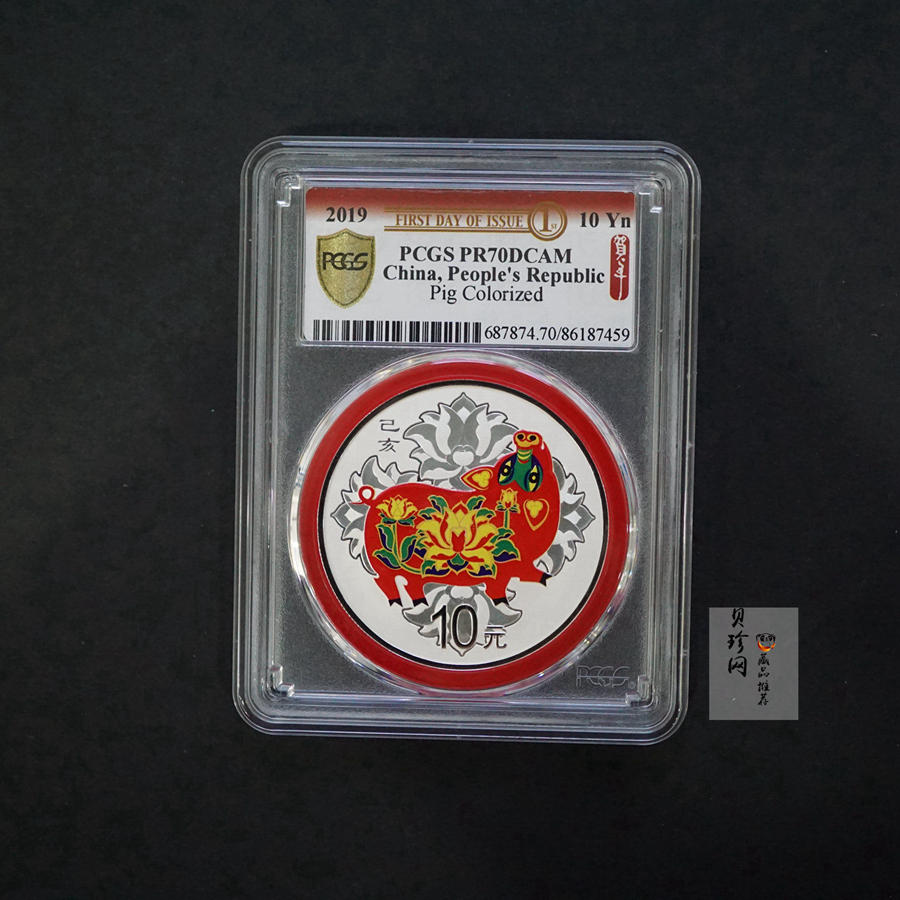 2019
FIRST DAY OF ISSUE 1ST
10 Yn
PCGS
PCGS PR70DCAM
China, People's Republic
Pig Colorized
賀
687874.70/86187459
己亥
10元
PCGS
贝珍网
藏品推荐